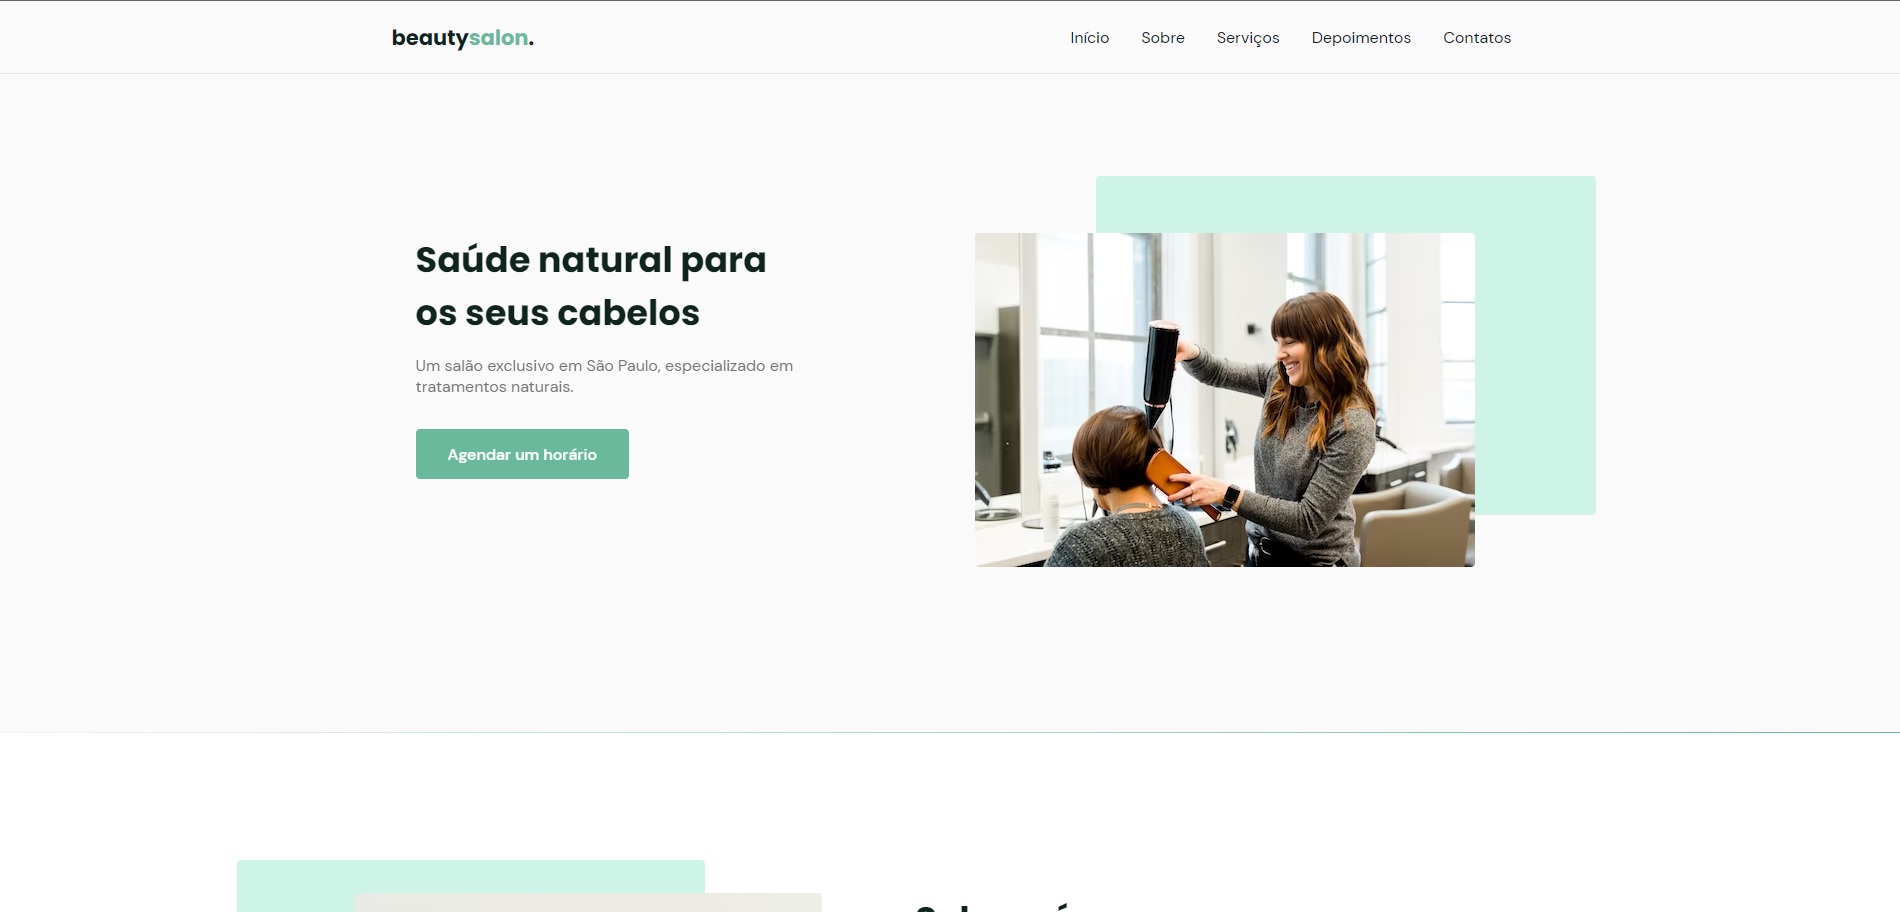 beautysalon.
Início Sobre Serviços Depoimentos Contatos
Saúde natural para
os seus cabelos
Um salão exclusivo em São Paulo, especializado em
tratamentos naturais.
Agendar um horário